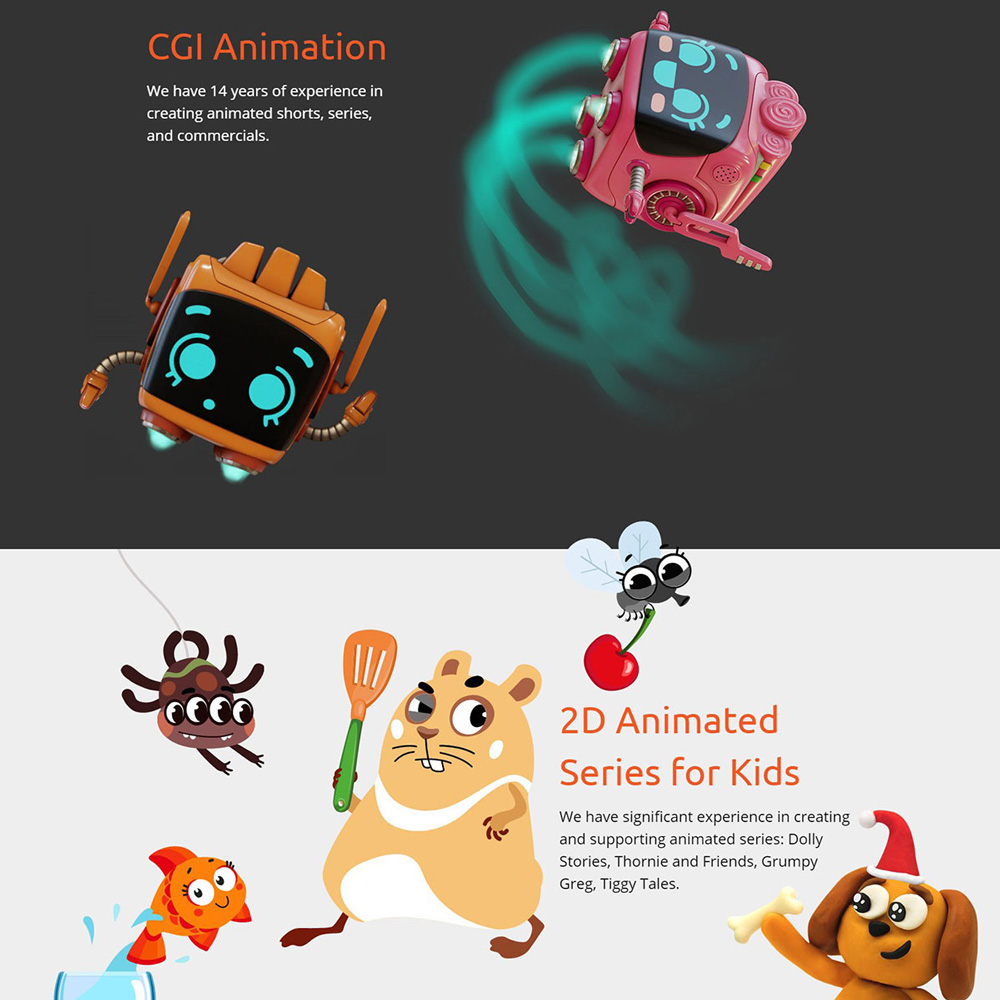 CGI Animation
We have 14 years of experience in
creating animated shorts, series,
and commercials.
2D Animated
Series for Kids
We have significant experience in creating
and supporting animated series: Dolly
Stories, Thornie and Friends, Grumpy
Greg, Tiggy Tales.